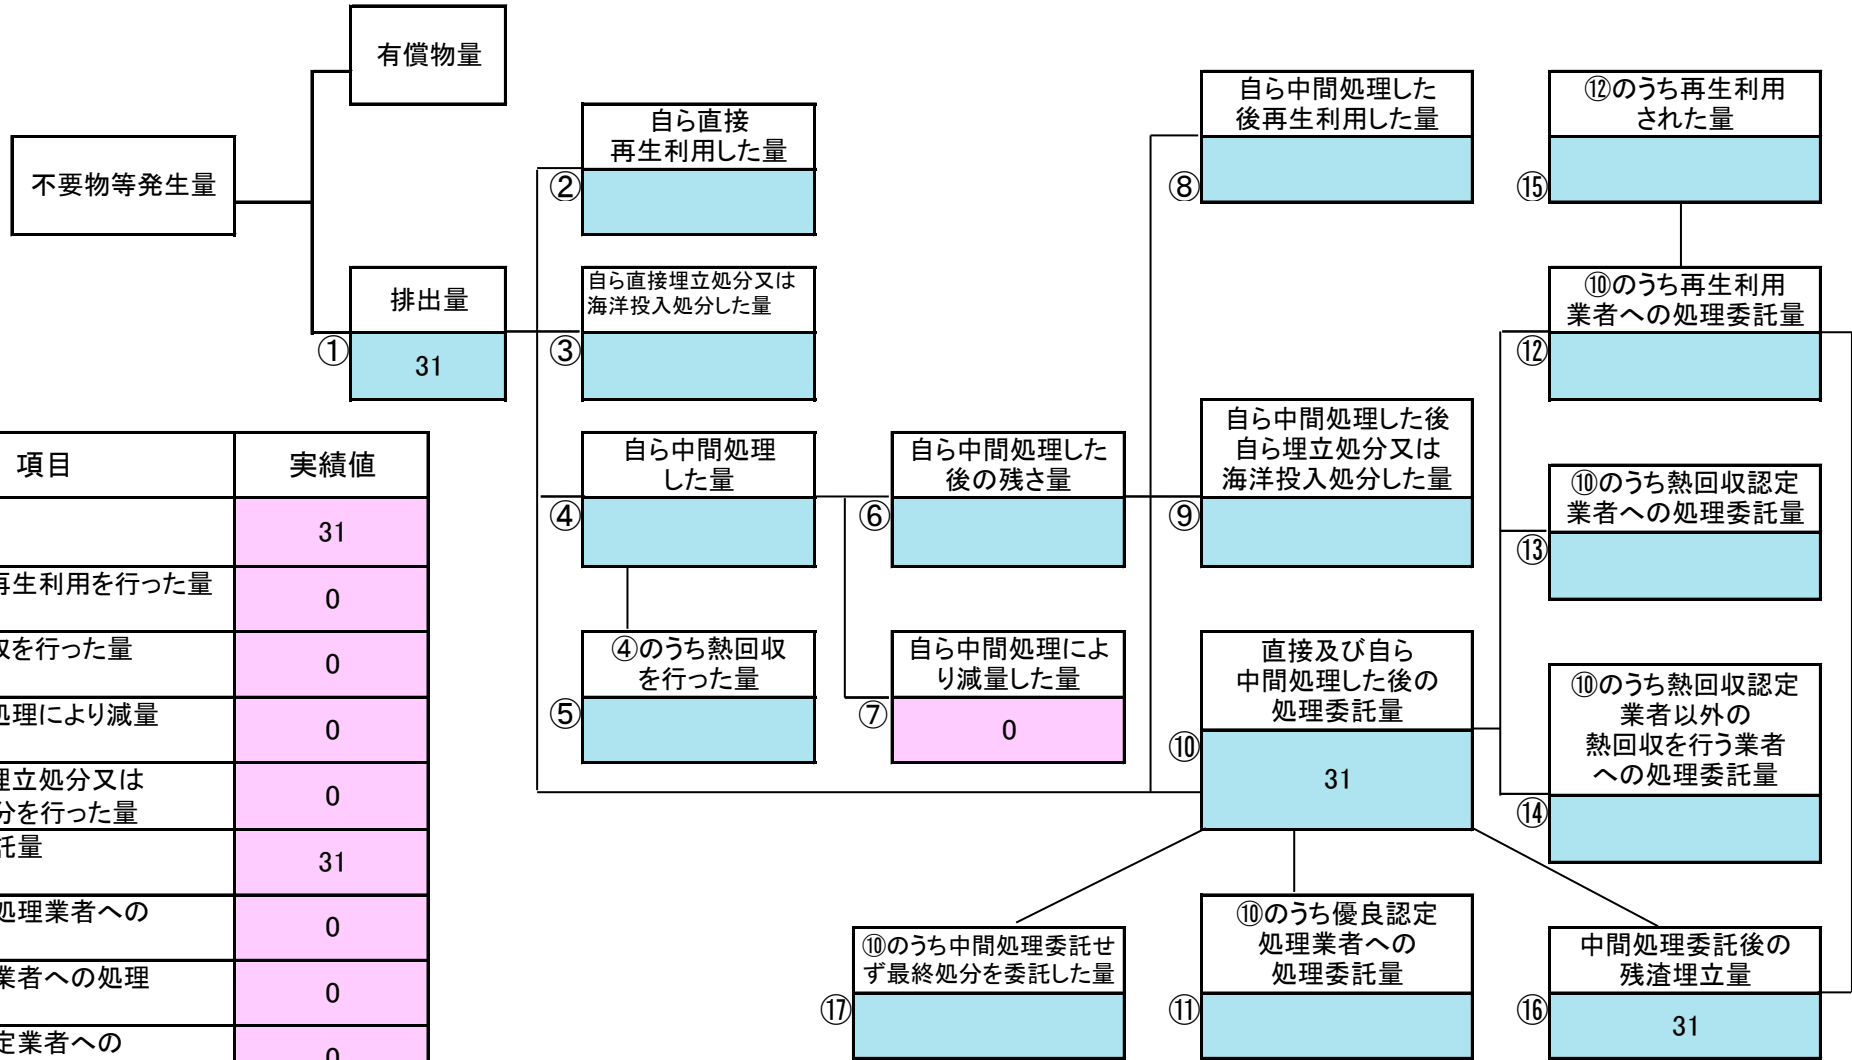 有償物量
不要物等発生量
排出量
①
31
自ら直接
再生利用した量
②
自ら直接埋立処分又は
海洋投入処分した量
③
自ら中間処理
した量
④
④のうち熱回収
を行った量
⑤
自ら中間処理した
後の残さ量
⑥
自ら中間処理によ
り減量した量
⑦
0
自ら中間処理した
後再生利用した量
⑧
自ら中間処理した後
自ら埋立処分又は
海洋投入処分した量
⑨
直接及び自ら
中間処理した後の
処理委託量
⑩
31
⑫のうち再生利用
された量
⑮
⑩のうち再生利用
業者への処理委託量
⑫
⑩のうち熱回収認定
業者への処理委託量
⑬
⑩のうち熱回収認定
業者以外の
熱回収を行う業者
への処理委託量
⑭
⑩のうち中間処理委託せ
ず最終処分を委託した量
⑰
⑩のうち優良認定
処理業者への
処理委託量
⑪
中間処理委託後の
残渣埋立量
⑯
31
項目 実績値
31
再生利用を行った量 0
を行った量 0
処理により減量 0
埋立処分又は
分を行った量 0
託量 31
処理業者への 0
業者への処理 0
定業者への 0